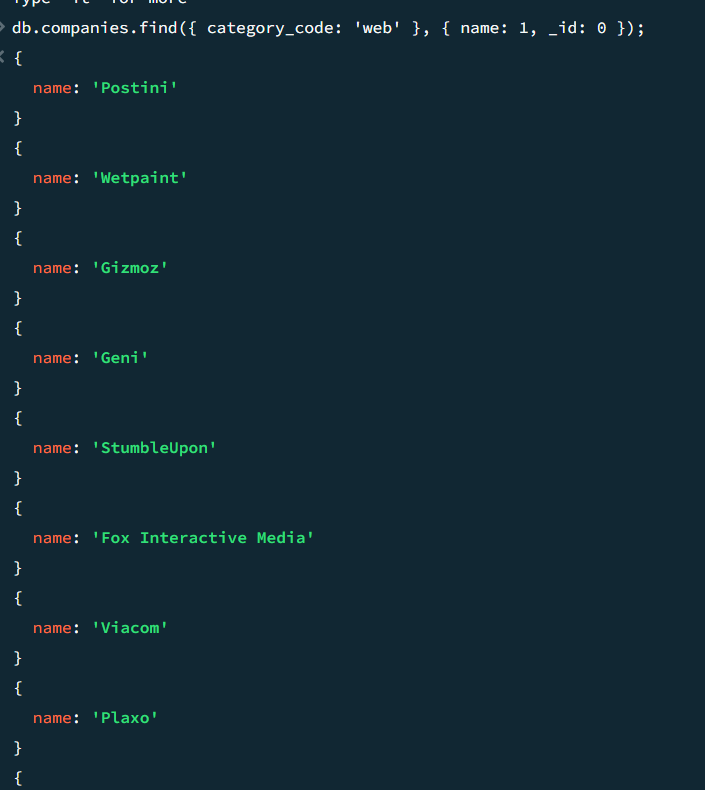 Type "it" for more
> db.companies.find({ category_code: 'web' }, { name: 1, _id: 0 });
< {
name: 'Postini'
}
{
name: 'Wetpaint'
}
{
name: 'Gizmoz'
}
{
name: 'Geni'
}
{
name: 'StumbleUpon'
}
{
name: 'Fox Interactive Media'
}
{
name: 'Viacom'
}
{
name: 'Plaxo'
}
{